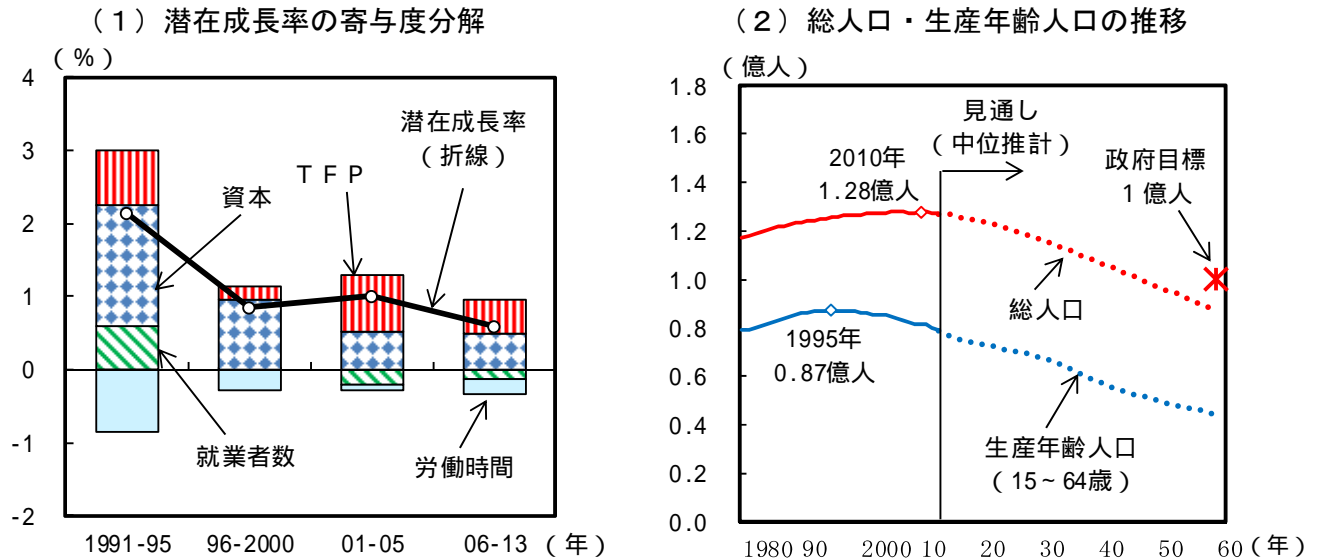 （1）潜在成長率の寄与度分解
（％）
4
3
2
1
0
-1
-2
潜在成長率
（折線）
ＴＦＰ
資本
就業者数
労働時間
1991-95 96-2000 01-05 06-13 （年）
（2）総人口・生産年齢人口の推移
（億人）
1.8
1.6
1.4
1.2
1.0
0.8
0.6
0.4
0.2
0.0
見通し
（中位推計）
2010年
1.28億人
政府目標
1億人
総人口
1995年
0.87億人
生産年齢人口
（15～64歳）
1980 90 2000 10 20 30 40 50 60 （年）